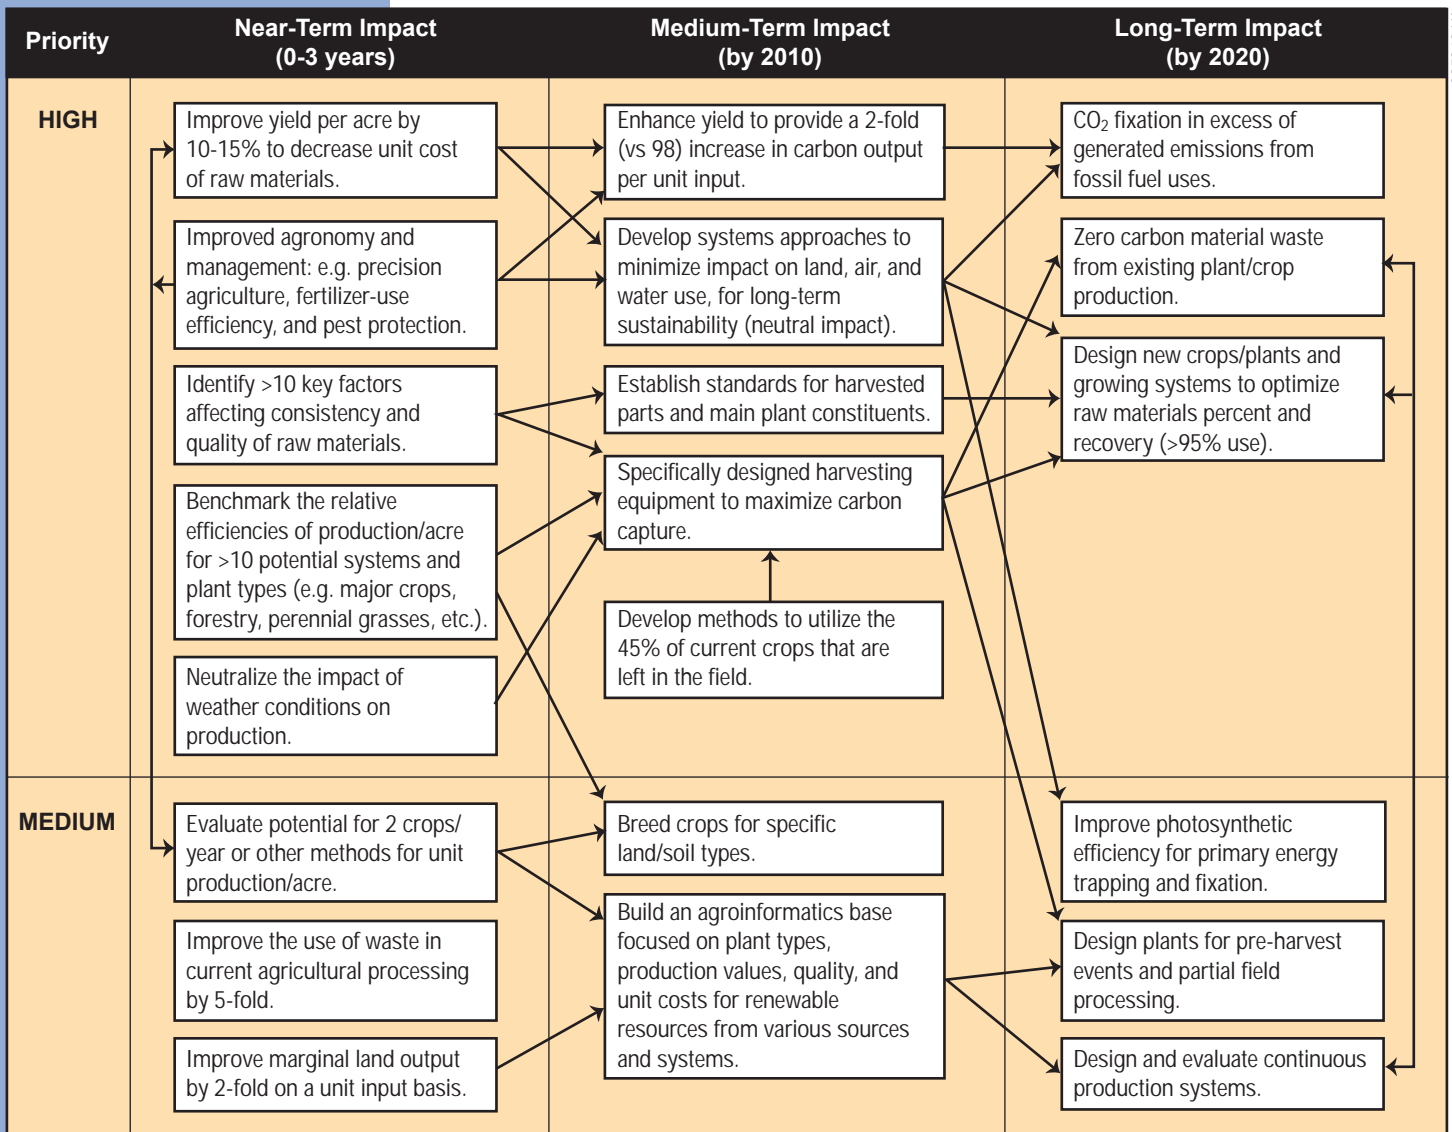 Priority
Near-Term Impact
(0-3 years)
Medium-Term Impact
(by 2010)
Long-Term Impact
(by 2020)
HIGH
Improve yield per acre by
10-15% to decrease unit cost
of raw materials.
Improved agronomy and
management: e.g. precision
agriculture, fertilizer-use
efficiency, and pest protection.
Identify >10 key factors
affecting consistency and
quality of raw materials.
Benchmark the relative
efficiencies of production/acre
for >10 potential systems and
plant types (e.g. major crops,
forestry, perennial grasses, etc.).
Neutralize the impact of
weather conditions on
production.
Enhance yield to provide a 2-fold
(vs 98) increase in carbon output
per unit input.
Develop systems approaches to
minimize impact on land, air, and
water use, for long-term
sustainability (neutral impact).
Establish standards for harvested
parts and main plant constituents.
Specifically designed harvesting
equipment to maximize carbon
capture.
Develop methods to utilize the
45% of current crops that are
left in the field.
CO₂ fixation in excess of
generated emissions from
fossil fuel uses.
Zero carbon material waste
from existing plant/crop
production.
Design new crops/plants and
growing systems to optimize
raw materials percent and
recovery (>95% use).
MEDIUM
Evaluate potential for 2 crops/
year or other methods for unit
production/acre.
Improve the use of waste in
current agricultural processing
by 5-fold.
Improve marginal land output
by 2-fold on a unit input basis.
Breed crops for specific
land/soil types.
Build an agroinformatics base
focused on plant types,
production values, quality, and
unit costs for renewable
resources from various sources
and systems.
Improve photosynthetic
efficiency for primary energy
trapping and fixation.
Design plants for pre-harvest
events and partial field
processing.
Design and evaluate continuous
production systems.